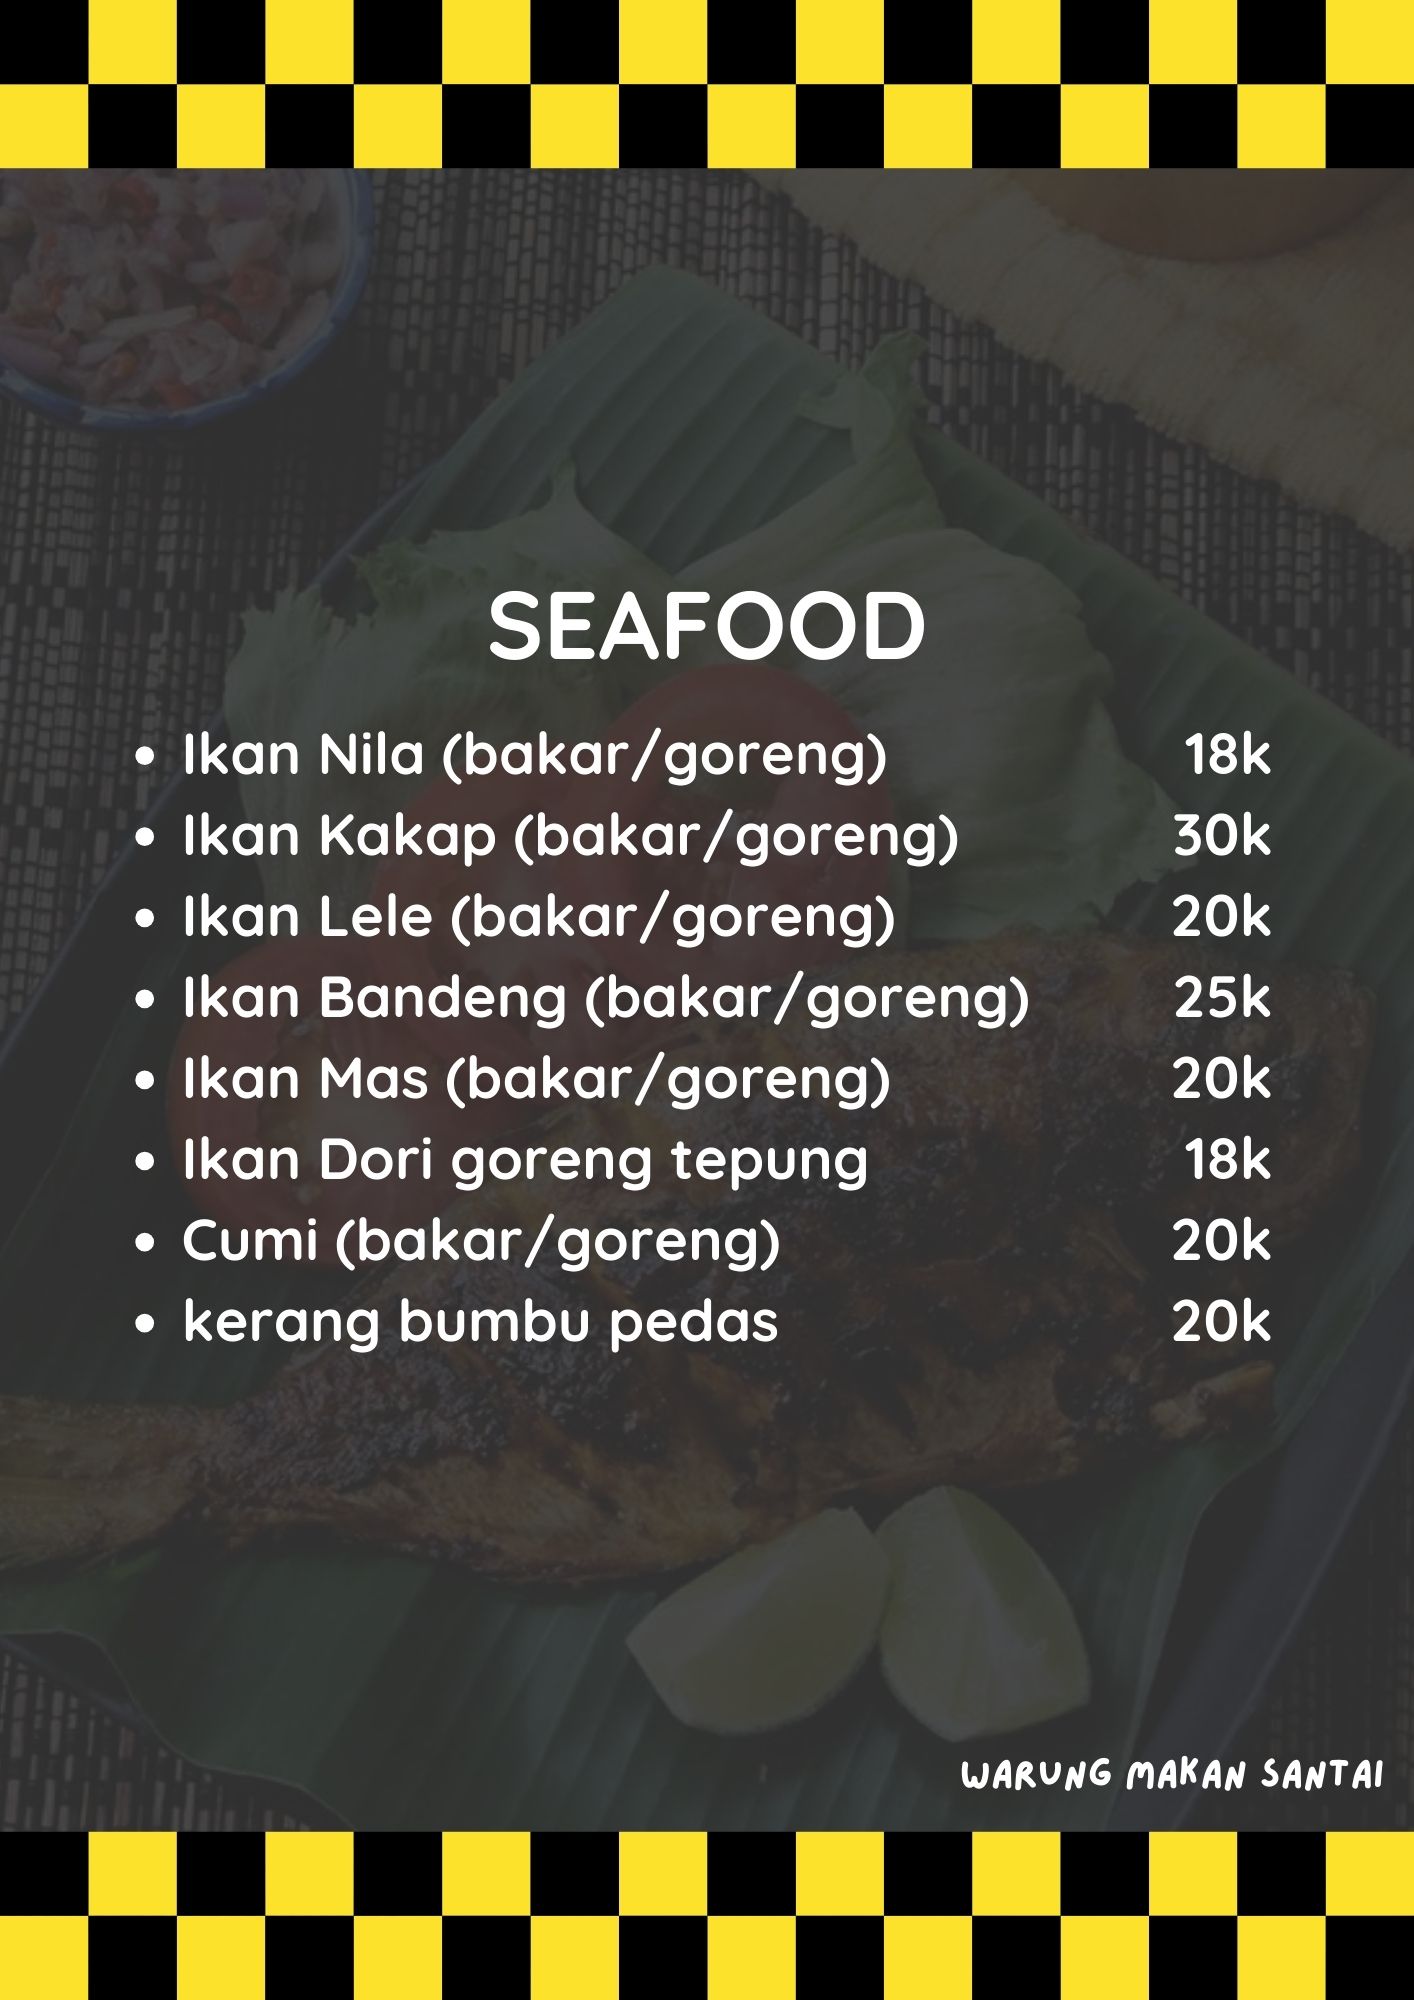 SEAFOOD
• Ikan Nila (bakar/goreng) 18k
• Ikan Kakap (bakar/goreng) 30k
• Ikan Lele (bakar/goreng) 20k
• Ikan Bandeng (bakar/goreng) 25k
• Ikan Mas (bakar/goreng) 20k
• Ikan Dori goreng tepung 18k
• Cumi (bakar/goreng) 20k
• kerang bumbu pedas 20k
WARUNG MAKAN SANTAI